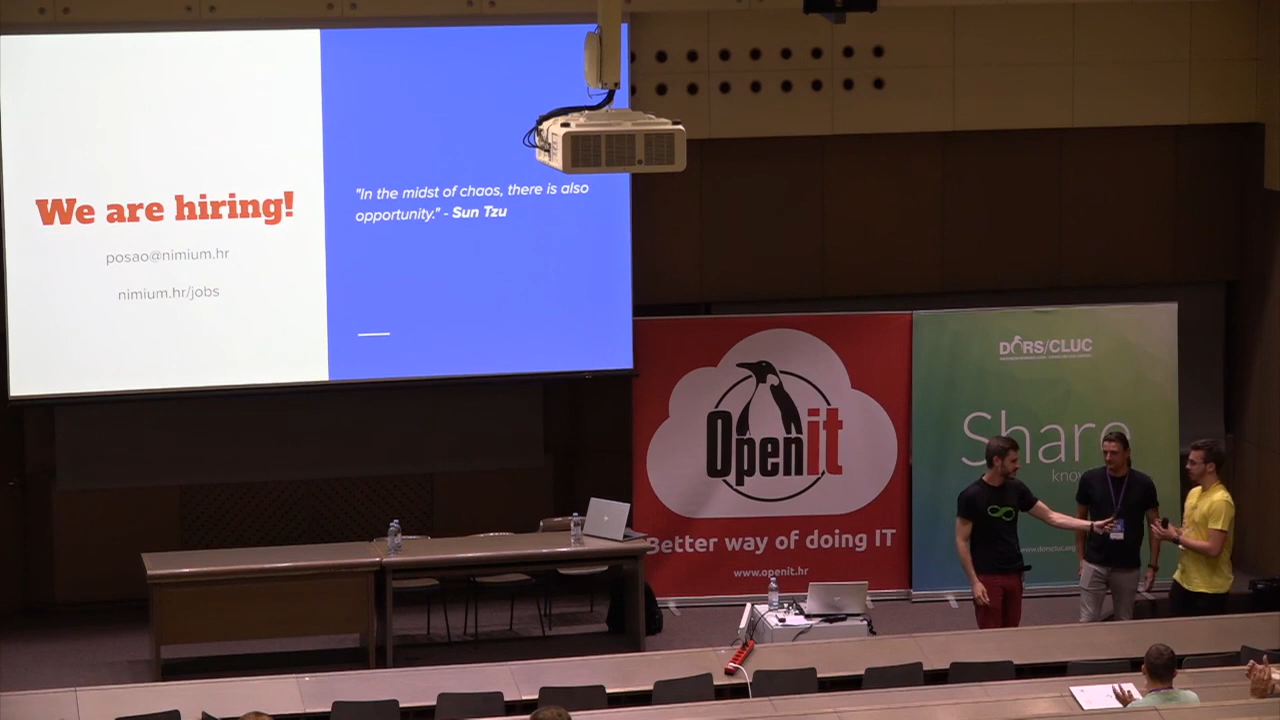 We are hiring!
posao@nimium.hr
nimium.hr/jobs
"In the midst of chaos, there is also
opportunity." - Sun Tzu
Openit
Better way of doing IT
www.openit.hr
DORS/CLUC
Share
www.dorscluc.org